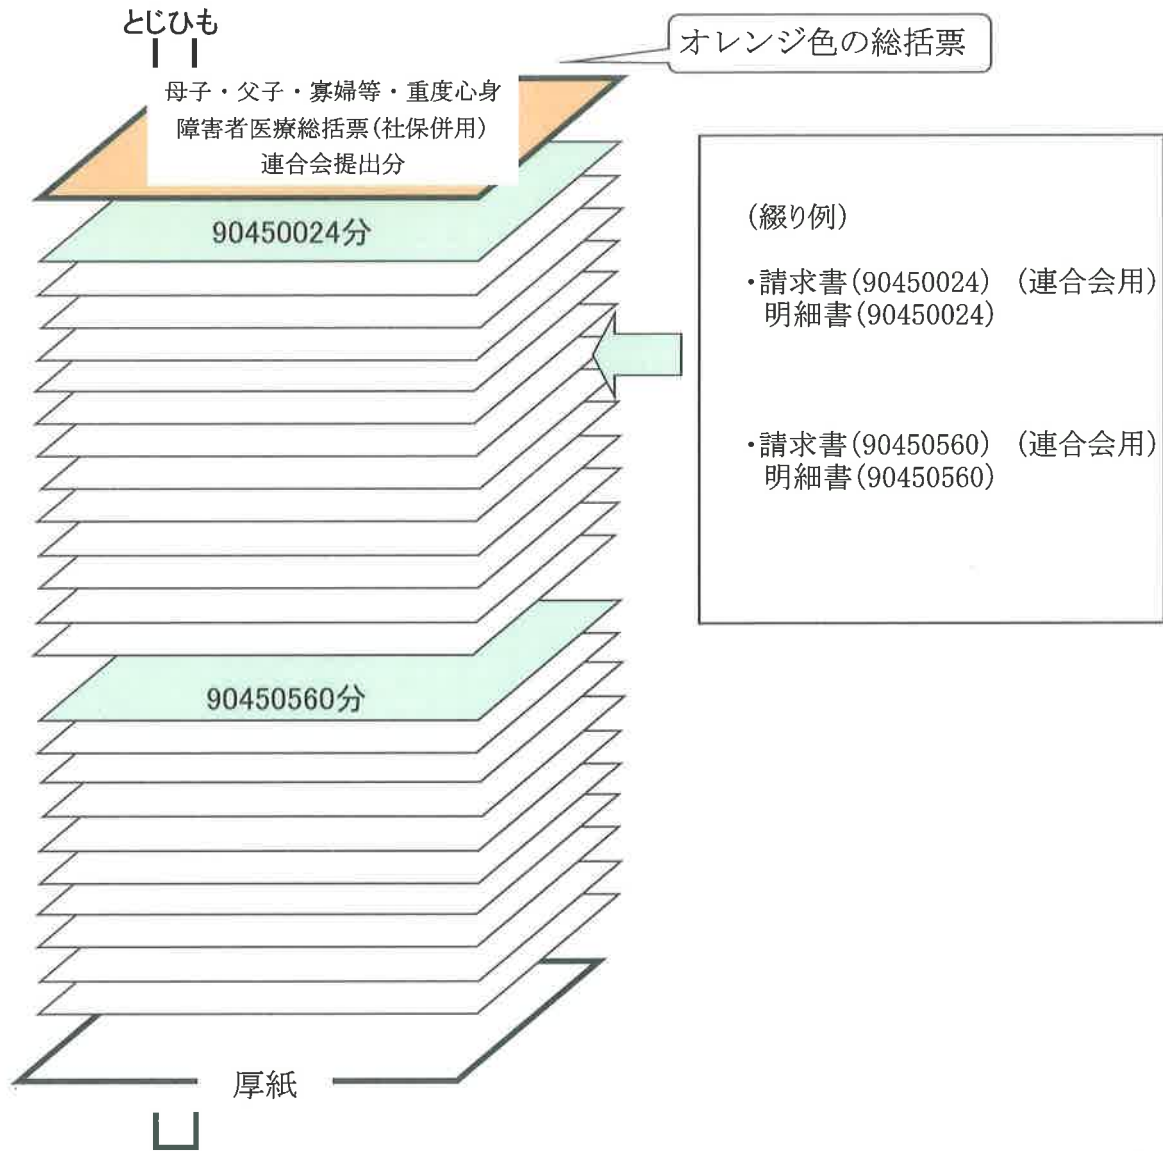 とじひも
オレンジ色の総括票
母子・父子・寡婦等・重度心身
障害者医療総括票(社保併用)
連合会提出分
90450024分
(綴り例)
・請求書(90450024) (連合会用)
明細書(90450024)
・請求書(90450560) (連合会用)
明細書(90450560)
90450560分
厚紙